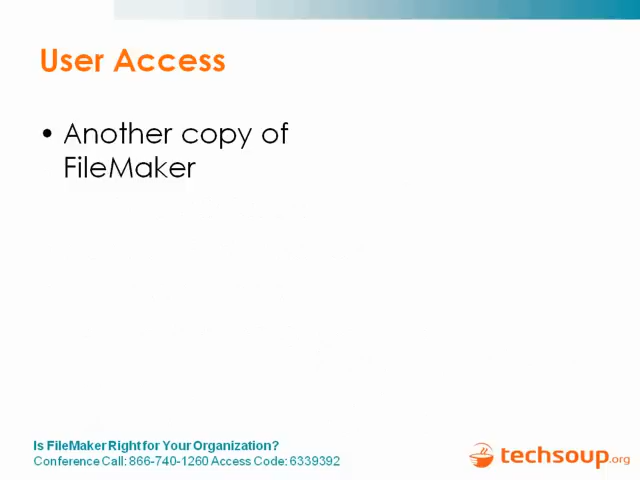 User Access
• Another copy of
FileMaker
Is FileMaker Right for Your Organization?
Conference Call: 866-740-1260 Access Code: 6339392
techsoup.org